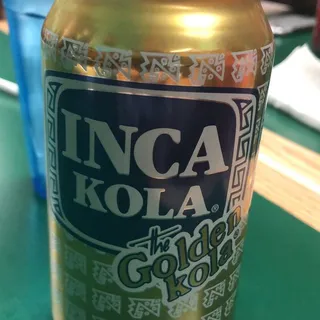 INCA
KOLA®
the
Golden
kola